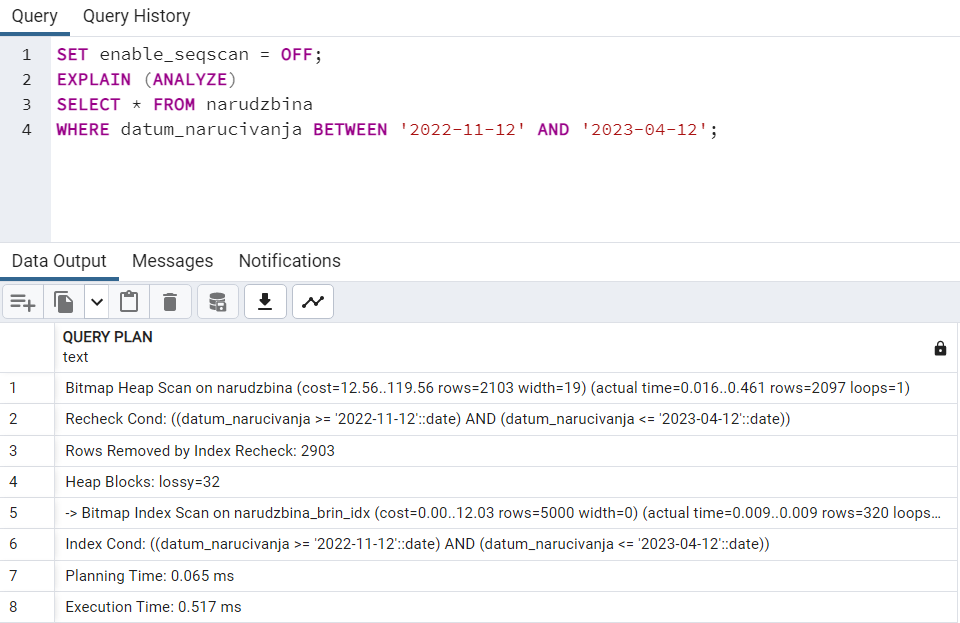 Query Query History
1 SET enable_seqscan = OFF;
2 EXPLAIN (ANALYZE)
3 SELECT * FROM narudzbina
4 WHERE datum_narucivanja BETWEEN '2022-11-12' AND '2023-04-12';
Data Output Messages Notifications
QUERY PLAN
text
1 Bitmap Heap Scan on narudzbina (cost=12.56..119.56 rows=2103 width=19) (actual time=0.016..0.461 rows=2097 loops=1)
2 Recheck Cond: ((datum_narucivanja >= '2022-11-12'::date) AND (datum_narucivanja <= '2023-04-12'::date))
3 Rows Removed by Index Recheck: 2903
4 Heap Blocks: lossy=32
5 -> Bitmap Index Scan on narudzbina_brin_idx (cost=0.00..12.03 rows=5000 width=0) (actual time=0.009..0.009 rows=320 loops...
6 Index Cond: ((datum_narucivanja >= '2022-11-12'::date) AND (datum_narucivanja <= '2023-04-12'::date))
7 Planning Time: 0.065 ms
8 Execution Time: 0.517 ms